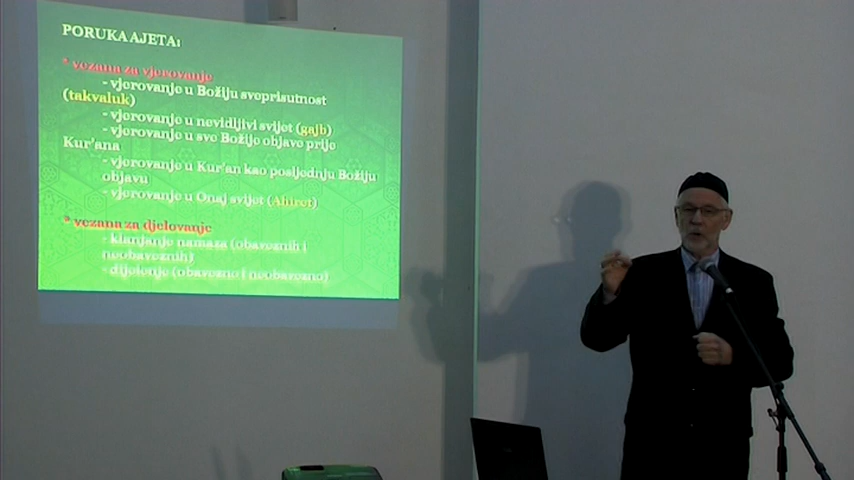 PORUKA AJETA:
* vezana za vjerovanje
- vjerovanje u Božiju sveprisutnost
(takvaluk)
- vjerovanje u nevidljivi svijet (gajb)
- vjerovanje u sve Božije objave prije
Kur'ana
- vjerovanje u Kur'an kao posljednju Božiju
objavu
- vjerovanje u Onaj svijet (Ahiret)
* vezana za djelovanje
- klanjanje namaza (obaveznih i
neobaveznih)
- dijeljenje (obavezno i neobavezno)